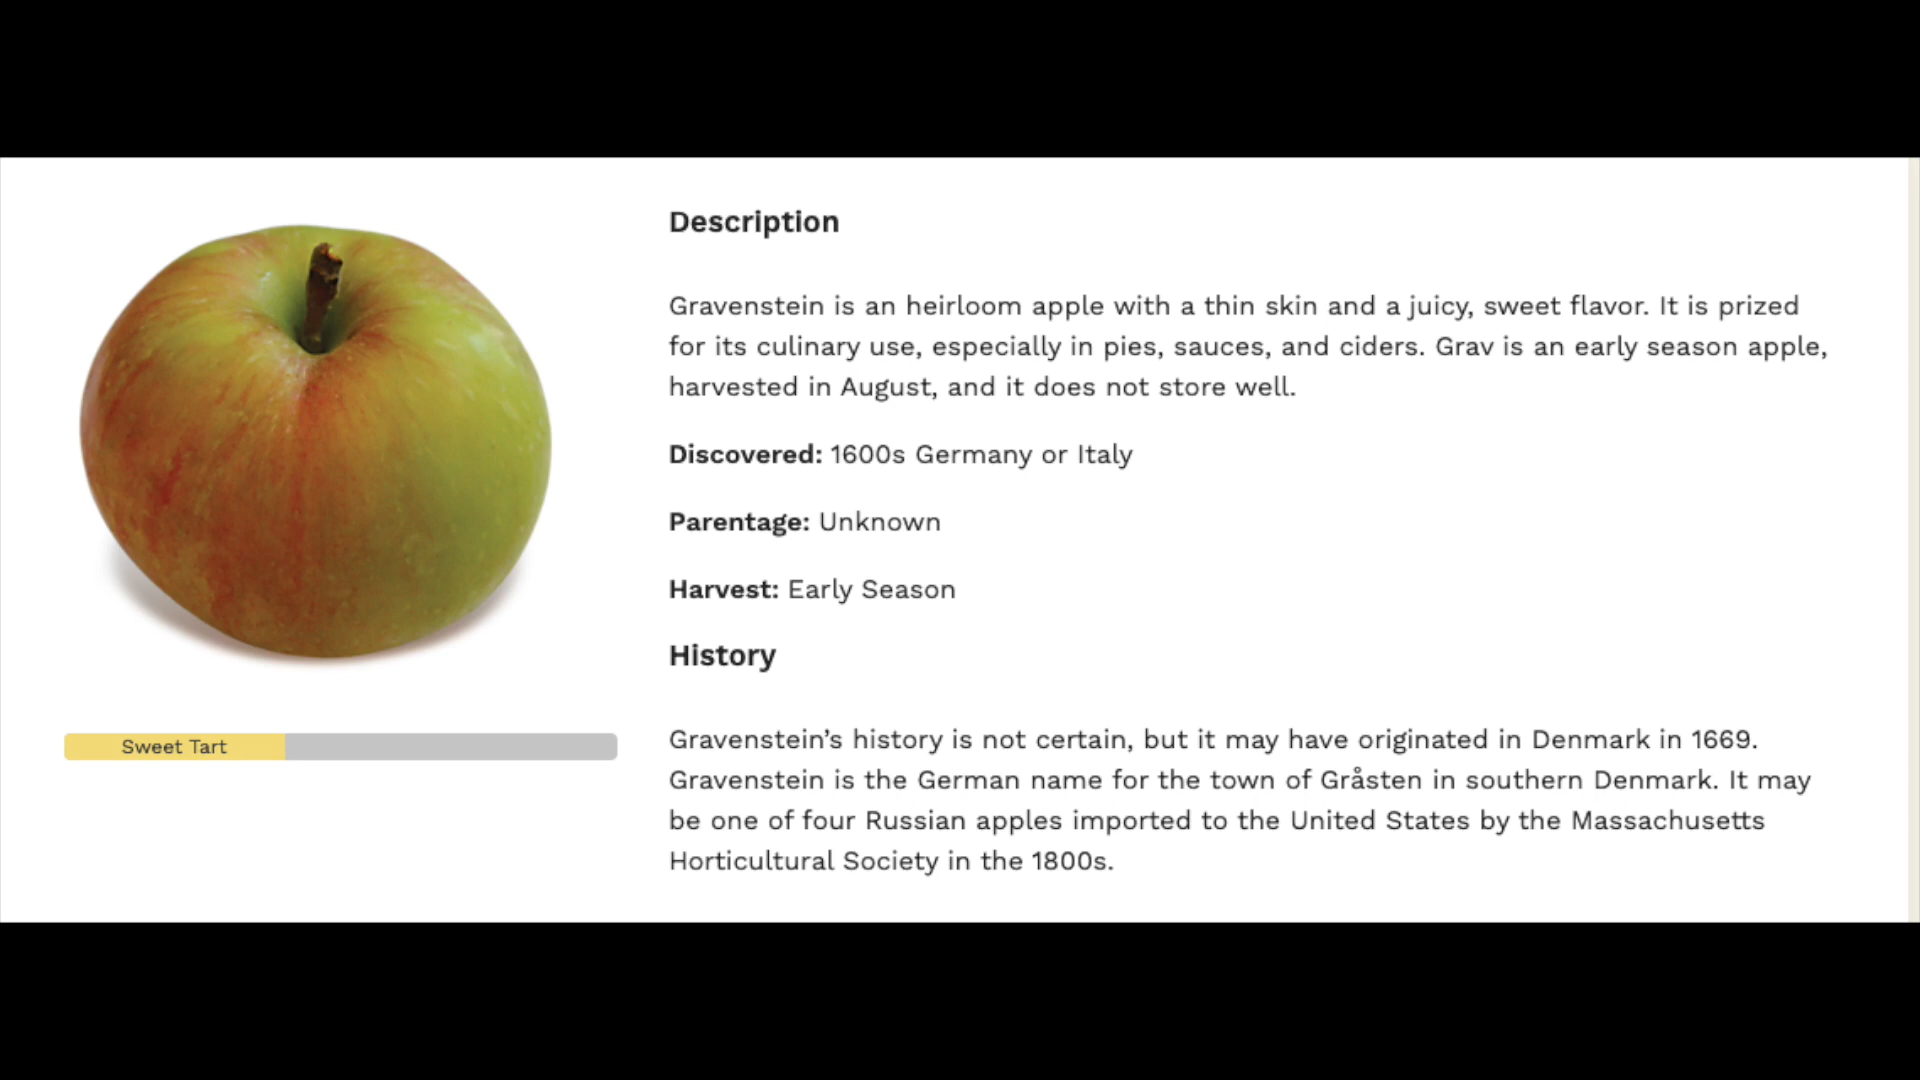 Description
Gravenstein is an heirloom apple with a thin skin and a juicy, sweet flavor. It is prized
for its culinary use, especially in pies, sauces, and ciders. Grav is an early season apple,
harvested in August, and it does not store well.
Discovered: 1600s Germany or Italy
Parentage: Unknown
Harvest: Early Season
History
Gravenstein’s history is not certain, but it may have originated in Denmark in 1669.
Gravenstein is the German name for the town of Gråsten in southern Denmark. It may
be one of four Russian apples imported to the United States by the Massachusetts
Horticultural Society in the 1800s.
Sweet Tart